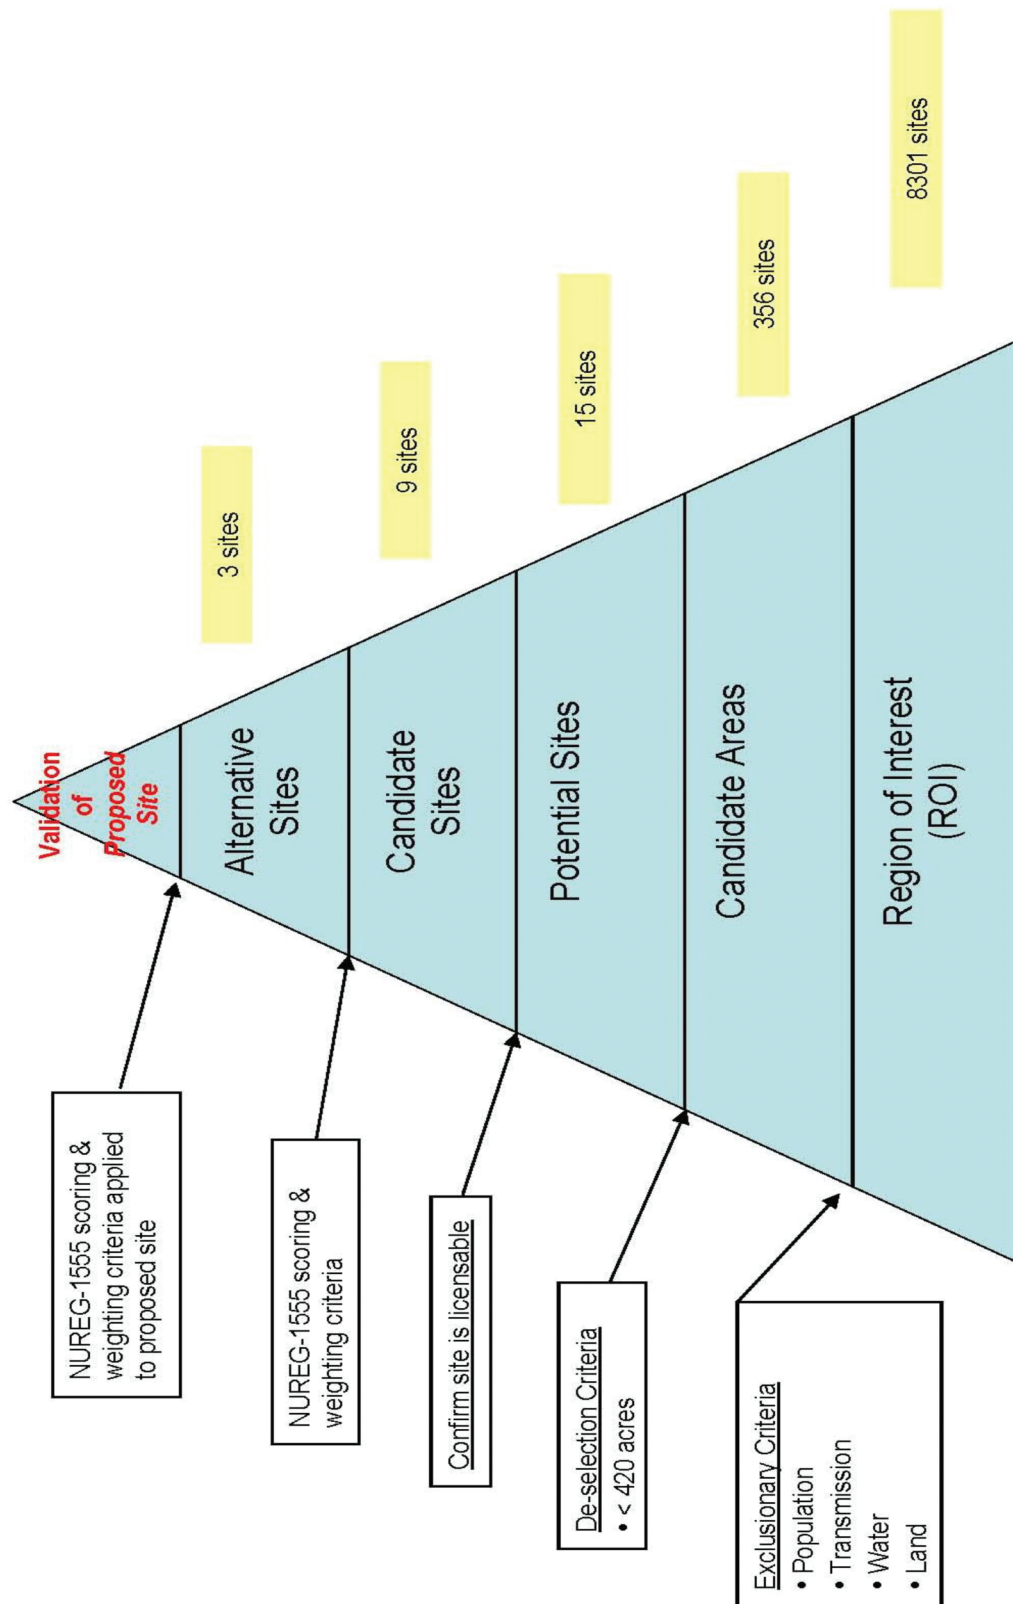 Validation
of
Proposed
Site
NUREG-1555 scoring &
weighting criteria applied
to proposed site
3 sites
Alternative
Sites
NUREG-1555 scoring &
weighting criteria
9 sites
Candidate
Sites
Confirm site is licensable
15 sites
Potential Sites
De-selection Criteria
• < 420 acres
356 sites
Candidate Areas
Exclusionary Criteria
• Population
• Transmission
• Water
• Land
8301 sites
Region of Interest
(ROI)